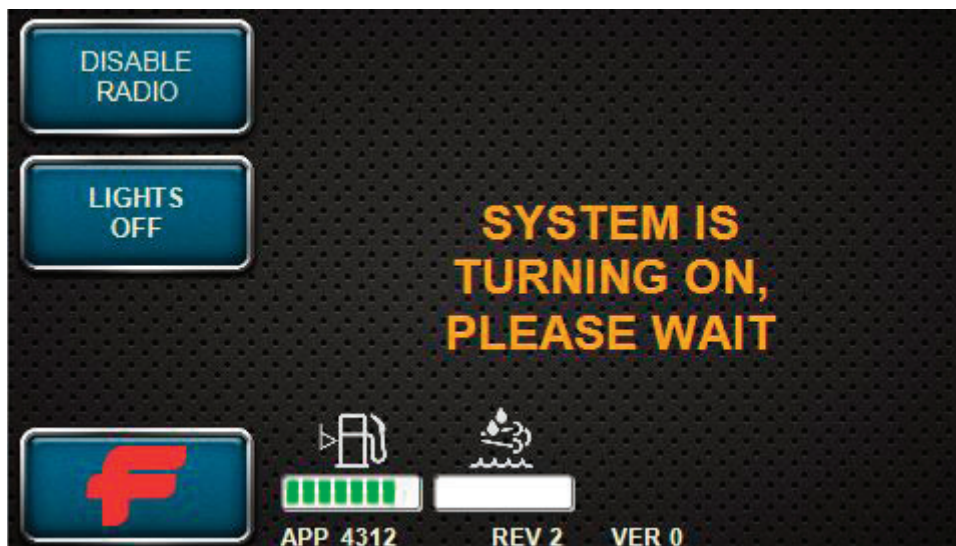 DISABLE
RADIO
LIGHTS
OFF
SYSTEM IS
TURNING ON,
PLEASE WAIT
APP 4312 REV 2 VER 0